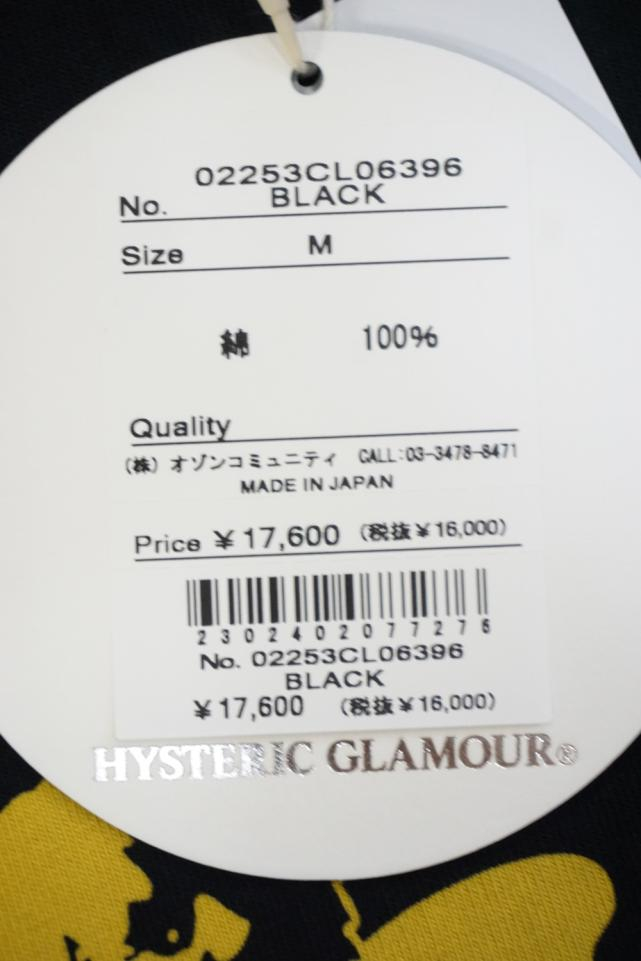 02253CL06396
No. BLACK
Size M
綿 100%
Quality
(株) オゾンコミュニティ CALL:03-3478-8471
MADE IN JAPAN
Price ¥17,600 (税抜¥16,000)
2302402077276
No. 02253CL06396
BLACK
¥17,600 (税抜¥16,000)
HYSTERIC GLAMOUR®